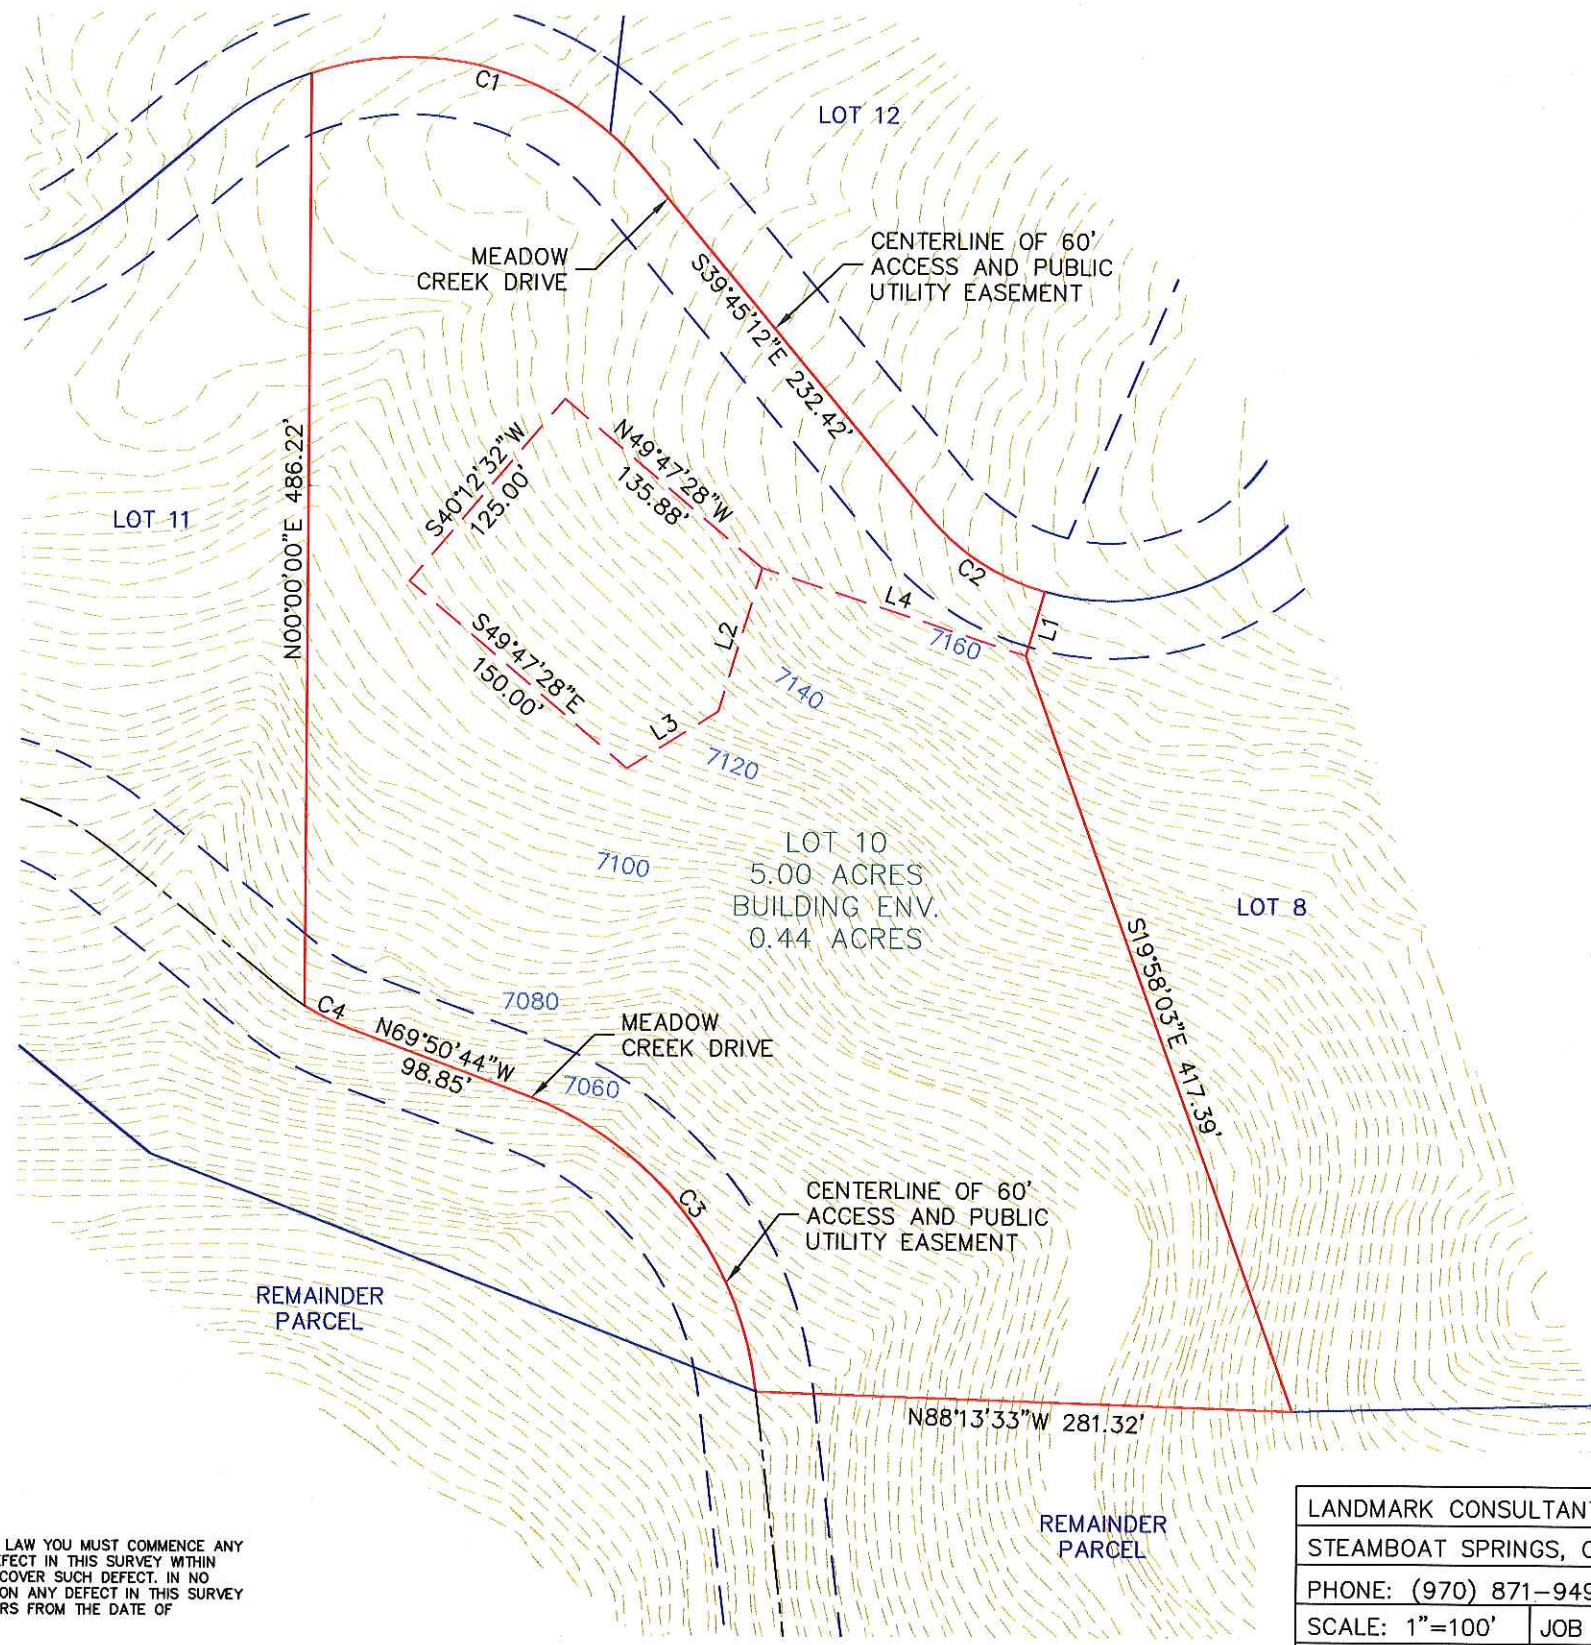 C1
LOT 12
MEADOW
CREEK DRIVE
CENTERLINE OF 60'
ACCESS AND PUBLIC
UTILITY EASEMENT
S39°45'12"E 232.42'
N00°00'00"E 486.22'
LOT 11
S40°12'32"W
125.00'
N49°47'28"W
135.88'
S49°47'28"E
150.00'
L2
L3
L4
C2
L1
7160
7140
7120
7100
LOT 10
5.00 ACRES
BUILDING ENV.
0.44 ACRES
LOT 8
S19°58'03"E 417.39'
7080
C4
N69°50'44"W
98.85'
MEADOW
CREEK DRIVE
7060
C3
CENTERLINE OF 60'
ACCESS AND PUBLIC
UTILITY EASEMENT
REMAINDER
PARCEL
N88°13'33"W 281.32'
REMAINDER
PARCEL
LAW YOU MUST COMMENCE ANY
EFECT IN THIS SURVEY WITHIN
COVER SUCH DEFECT. IN NO
ON ANY DEFECT IN THIS SURVEY
RS FROM THE DATE OF
LANDMARK CONSULTANT
STEAMBOAT SPRINGS, C
PHONE: (970) 871-949
SCALE: 1"=100' JOB